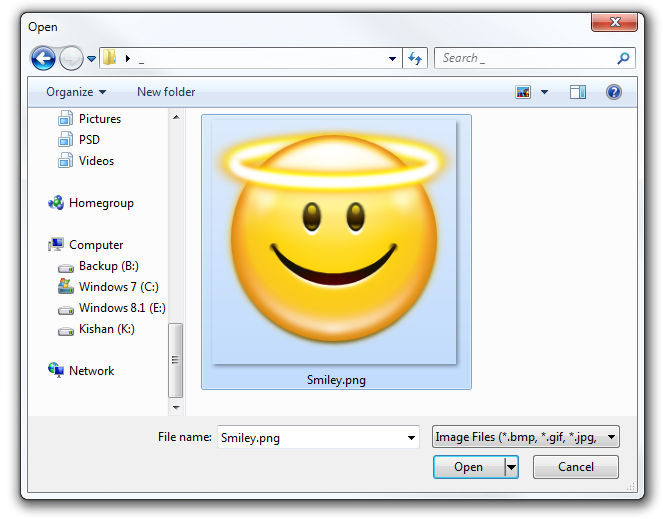 Open
_
Search _
Organize
New folder
Pictures
PSD
Videos
Homegroup
Computer
Backup (B:)
Windows 7 (C:)
Windows 8.1 (E:)
Kishan (K:)
Network
Smiley.png
File name: Smiley.png
Image Files (*.bmp, *.gif, *.jpg,
Open
Cancel